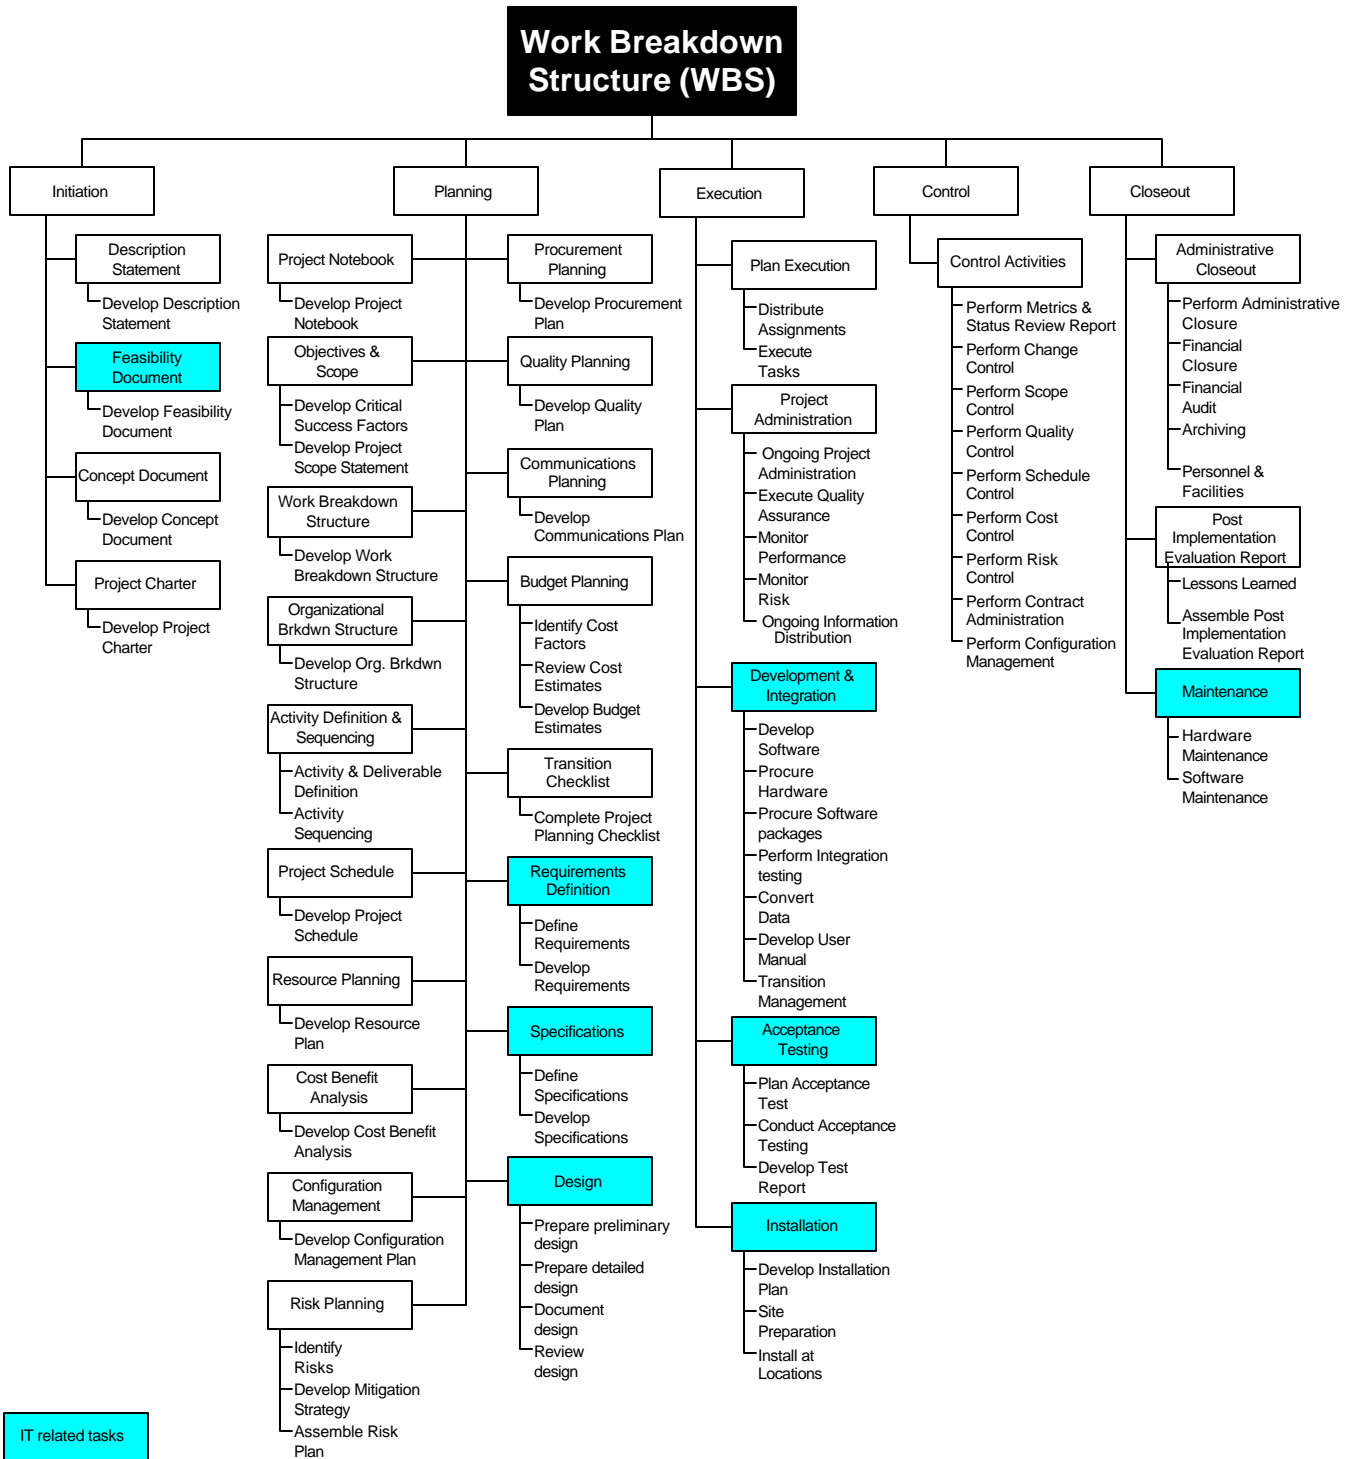 Work Breakdown
Structure (WBS)
Initiation
Description
Statement
Develop Description
Statement
Feasibility
Document
Develop Feasibility
Document
Concept Document
Develop Concept
Document
Project Charter
Develop Project
Charter
Planning
Project Notebook
Develop Project
Notebook
Objectives &
Scope
Develop Critical
Success Factors
Develop Project
Scope Statement
Work Breakdown
Structure
Develop Work
Breakdown Structure
Organizational
Brkdwn Structure
Develop Org. Brkdwn
Structure
Activity Definition &
Sequencing
Activity & Deliverable
Definition
Activity
Sequencing
Project Schedule
Develop Project
Schedule
Resource Planning
Develop Resource
Plan
Cost Benefit
Analysis
Develop Cost Benefit
Analysis
Configuration
Management
Develop Configuration
Management Plan
Risk Planning
Identify
Risks
Develop Mitigation
Strategy
Assemble Risk
Plan
Procurement
Planning
Develop Procurement
Plan
Quality Planning
Develop Quality
Plan
Communications
Planning
Develop
Communications Plan
Budget Planning
Identify Cost
Factors
Review Cost
Estimates
Develop Budget
Estimates
Transition
Checklist
Complete Project
Planning Checklist
Requirements
Definition
Define
Requirements
Develop
Requirements
Specifications
Define
Specifications
Develop
Specifications
Design
Prepare preliminary
design
Prepare detailed
design
Document
design
Review
design
Execution
Plan Execution
Distribute
Assignments
Execute
Tasks
Project
Administration
Ongoing Project
Administration
Execute Quality
Assurance
Monitor
Performance
Monitor
Risk
Ongoing Information
Distribution
Development &
Integration
Develop
Software
Procure
Hardware
Procure Software
packages
Perform Integration
testing
Convert
Data
Develop User
Manual
Transition
Management
Acceptance
Testing
Plan Acceptance
Test
Conduct Acceptance
Testing
Develop Test
Report
Installation
Develop Installation
Plan
Site
Preparation
Install at
Locations
Control
Control Activities
Perform Metrics &
Status Review Report
Perform Change
Control
Perform Scope
Control
Perform Quality
Control
Perform Schedule
Control
Perform Cost
Control
Perform Risk
Control
Perform Contract
Administration
Perform Configuration
Management
Closeout
Administrative
Closeout
Perform Administrative
Closure
Financial
Closure
Financial
Audit
Archiving
Personnel &
Facilities
Post
Implementation
Evaluation Report
Lessons Learned
Assemble Post
Implementation
Evaluation Report
Maintenance
Hardware
Maintenance
Software
Maintenance
IT related tasks